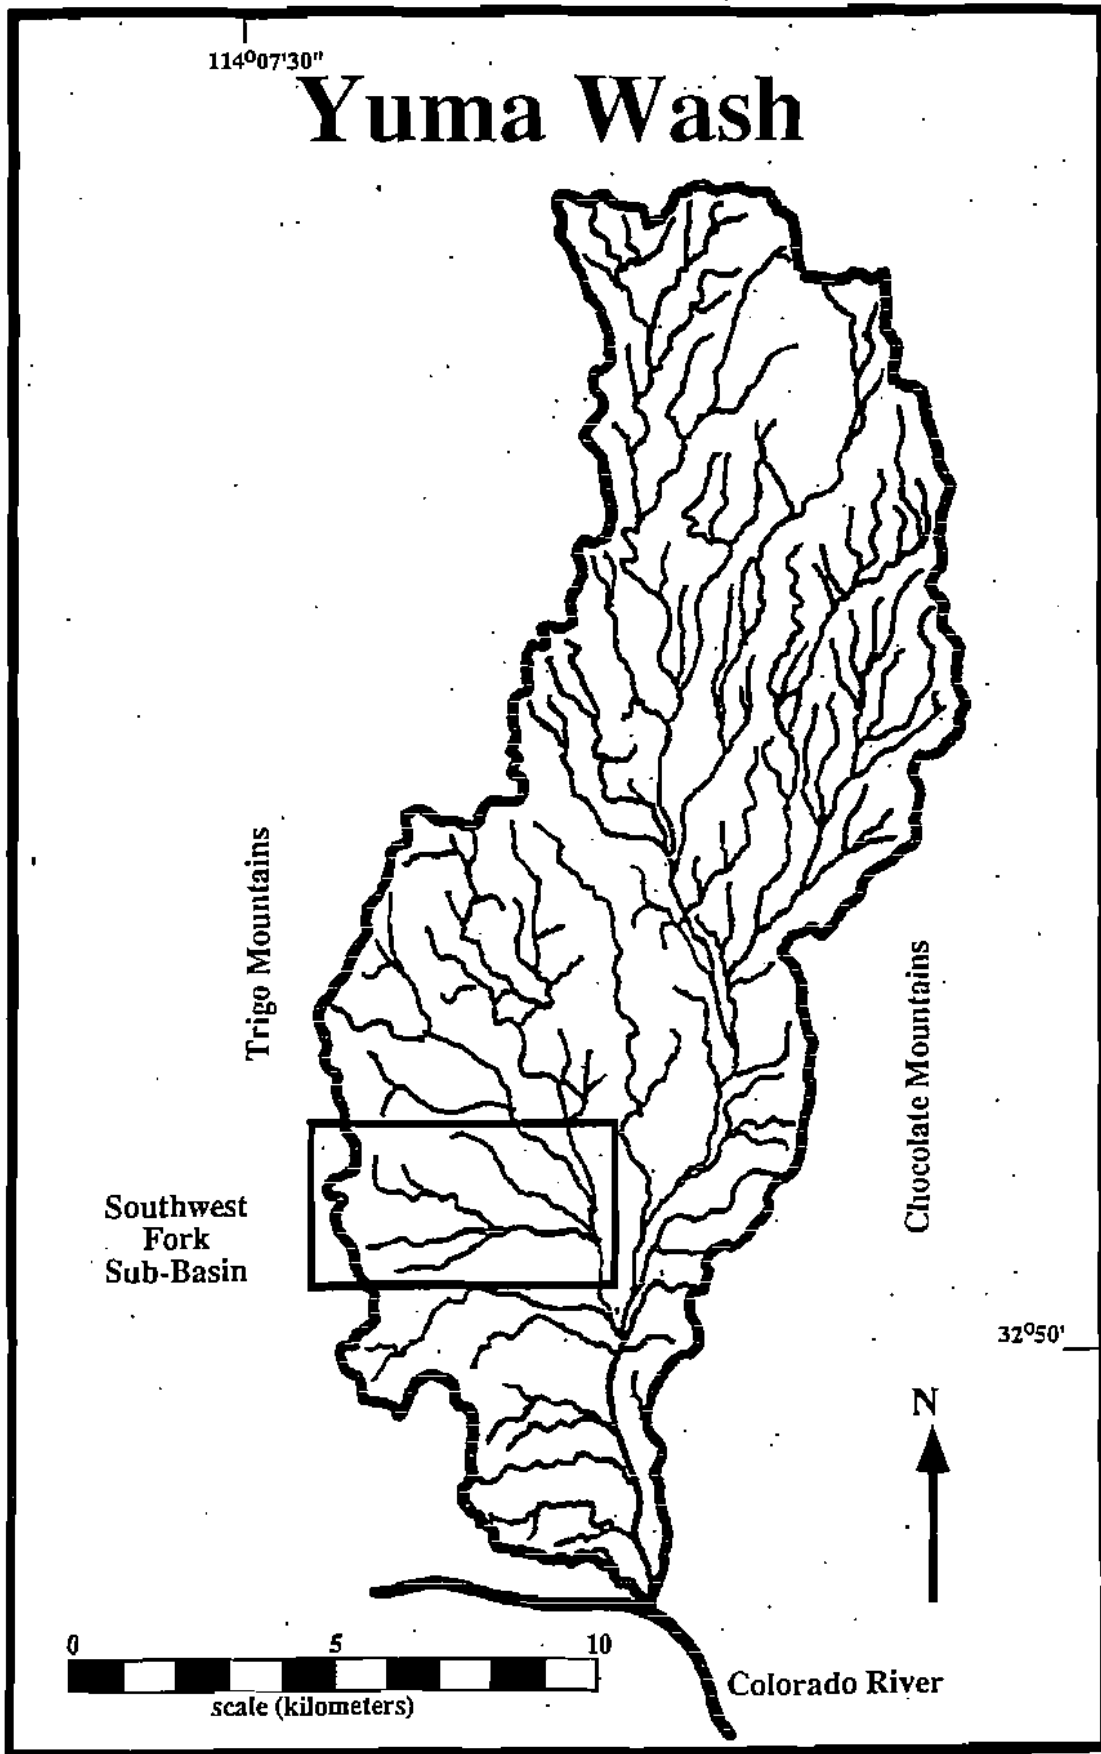 114°07'30"
Yuma Wash
Trigo Mountains
Chocolate Mountains
Southwest
Fork
Sub-Basin
32°50'
N
0 5 10
scale (kilometers)
Colorado River